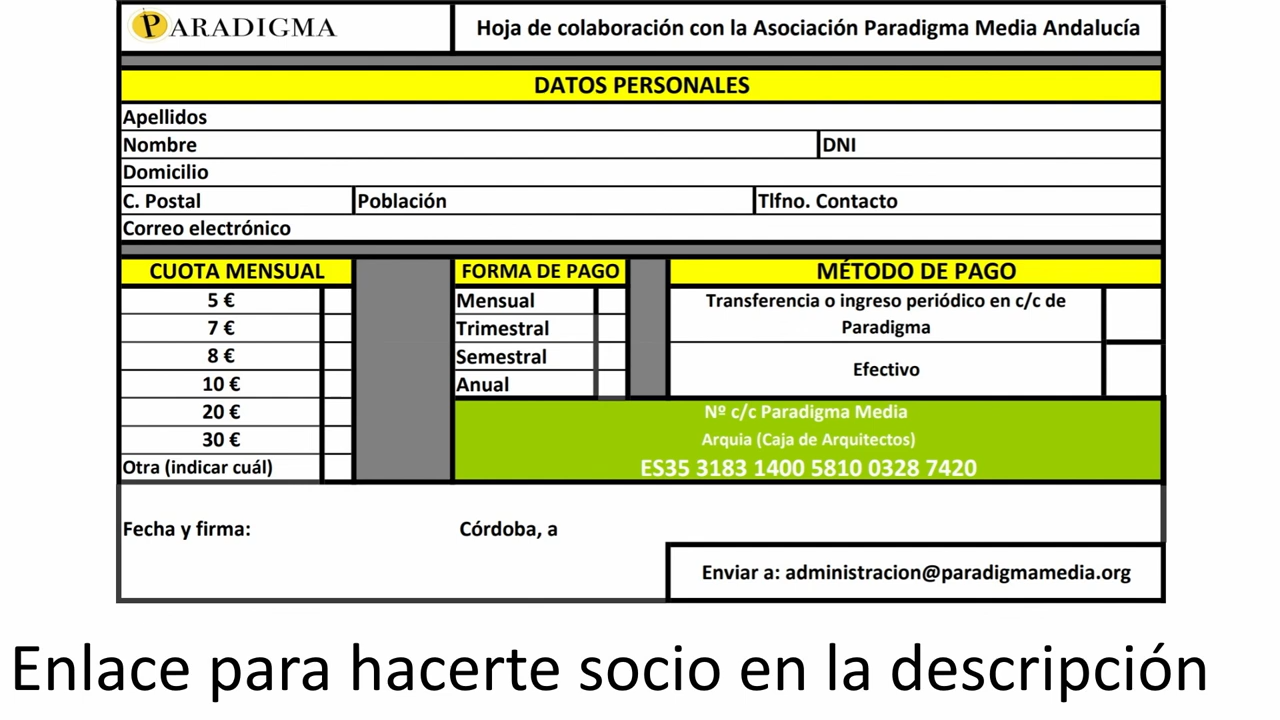 PARADIGMA
Hoja de colaboración con la Asociación Paradigma Media Andalucía
DATOS PERSONALES
Apellidos
Nombre
DNI
Domicilio
C. Postal
Población
Tlfno. Contacto
Correo electrónico
CUOTA MENSUAL
5 €
7 €
8 €
10 €
20 €
30 €
Otra (indicar cuál)
FORMA DE PAGO
Mensual
Trimestral
Semestral
Anual
MÉTODO DE PAGO
Transferencia o ingreso periódico en c/c de
Paradigma
Efectivo
Nº c/c Paradigma Media
Arquia (Caja de Arquitectos)
ES35 3183 1400 5810 0328 7420
Fecha y firma:
Córdoba, a
Enviar a: administracion@paradigmamedia.org
Enlace para hacerte socio en la descripción